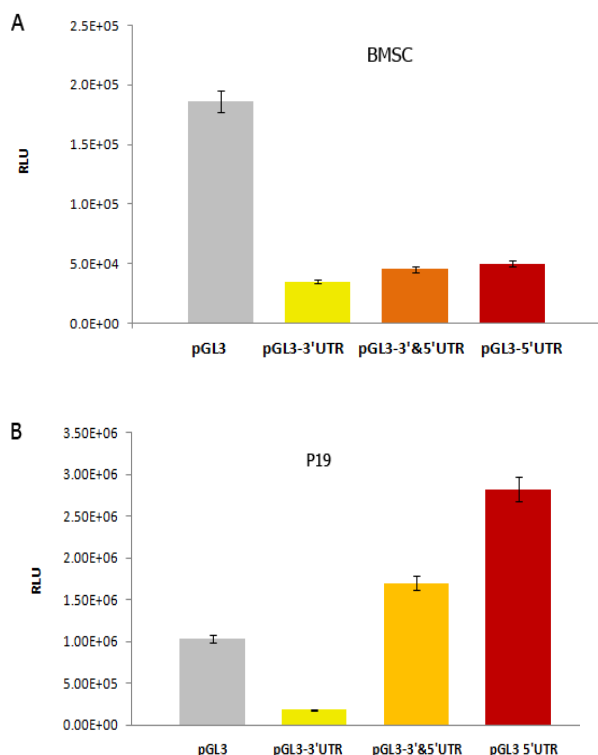 A
BMSC
2.5E+05
2.0E+05
1.5E+05
1.0E+05
5.0E+04
0.0E+00
RLU
pGL3 pGL3-3'UTR pGL3-3'&5'UTR pGL3-5'UTR
B
P19
3.50E+06
3.00E+06
2.50E+06
2.00E+06
1.50E+06
1.00E+06
5.00E+05
0.00E+00
RLU
pGL3 pGL3-3'UTR pGL3-3'&5'UTR pGL3 5'UTR